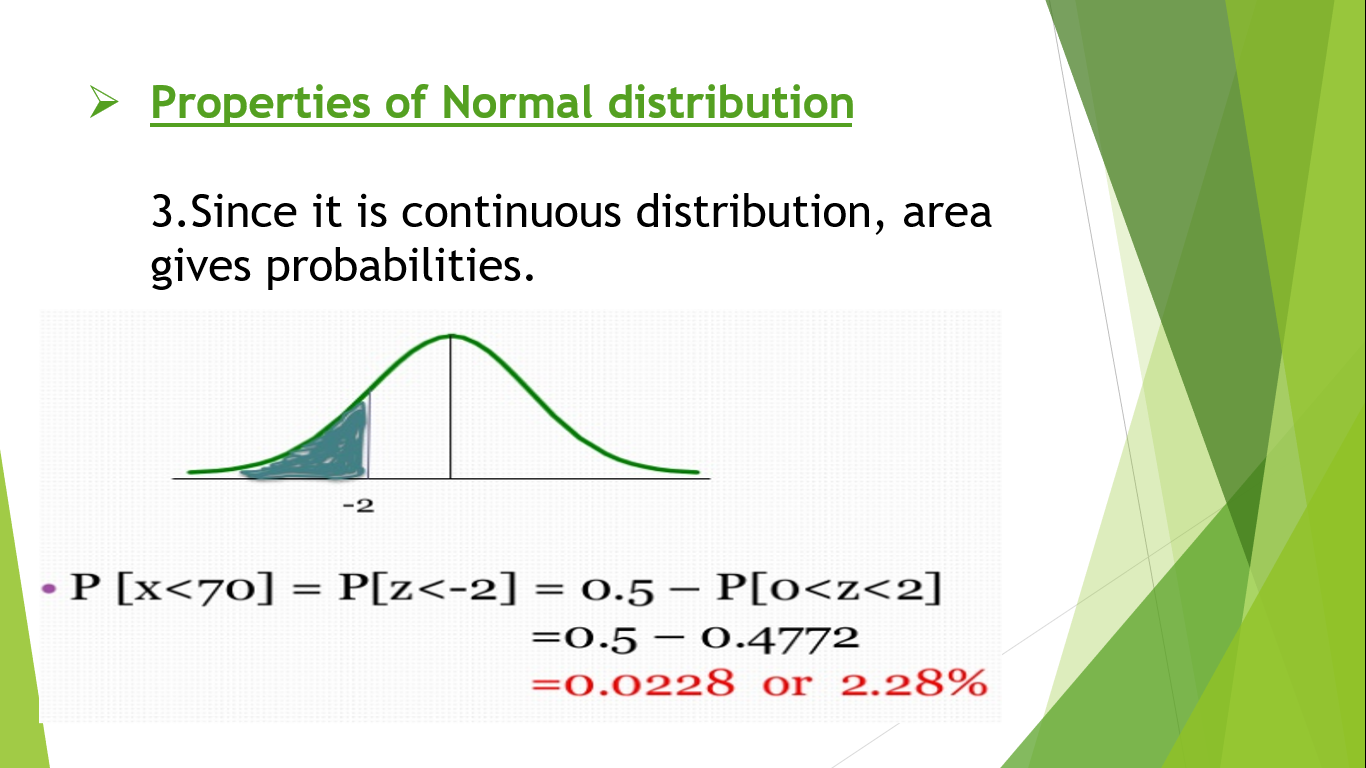 Properties of Normal distribution
3.Since it is continuous distribution, area
gives probabilities.
-2
• P [x<70] = P[z<-2] = 0.5 – P[0<z<2]
=0.5 – 0.4772
=0.0228 or 2.28%